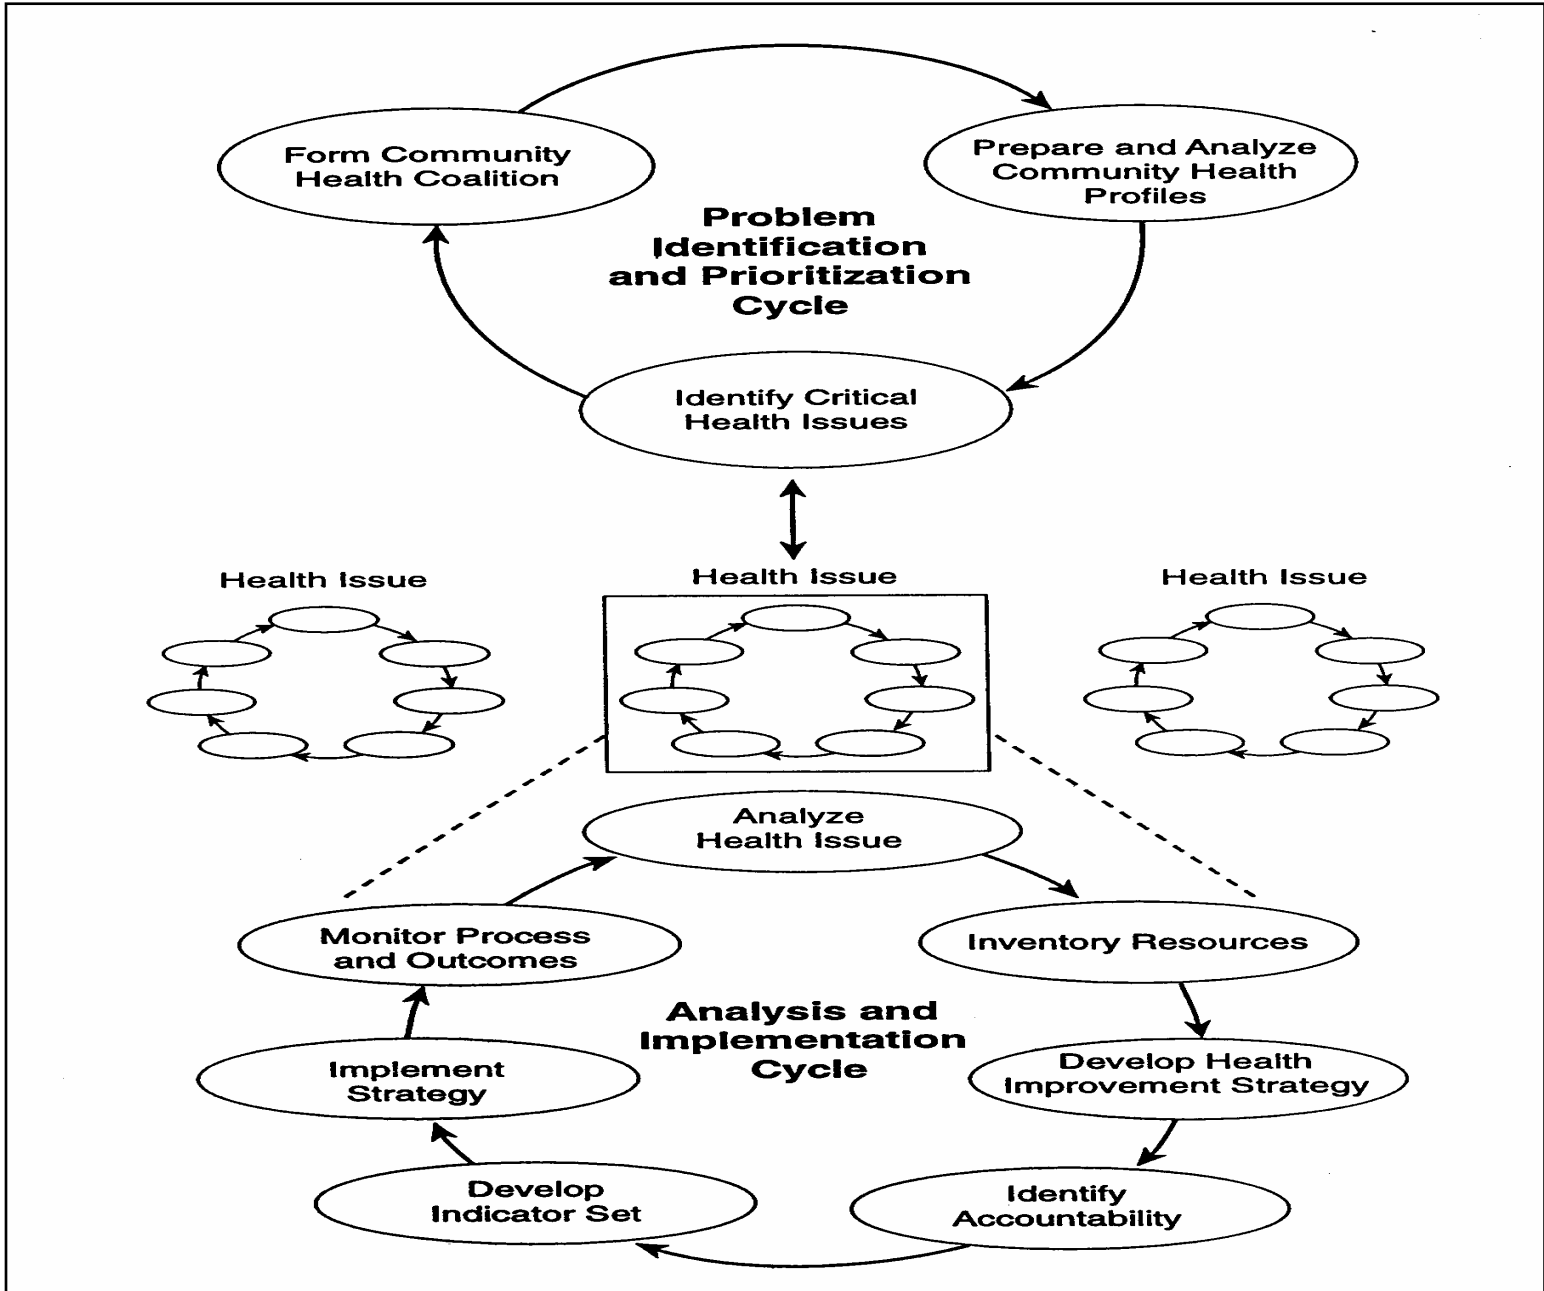 Form Community
Health Coalition
Prepare and Analyze
Community Health
Profiles
Problem
Identification
and Prioritization
Cycle
Identify Critical
Health Issues
Health Issue
Health Issue
Health Issue
Analyze
Health Issue
Monitor Process
and Outcomes
Inventory Resources
Analysis and
Implementation
Cycle
Implement
Strategy
Develop Health
Improvement Strategy
Develop
Indicator Set
Identify
Accountability